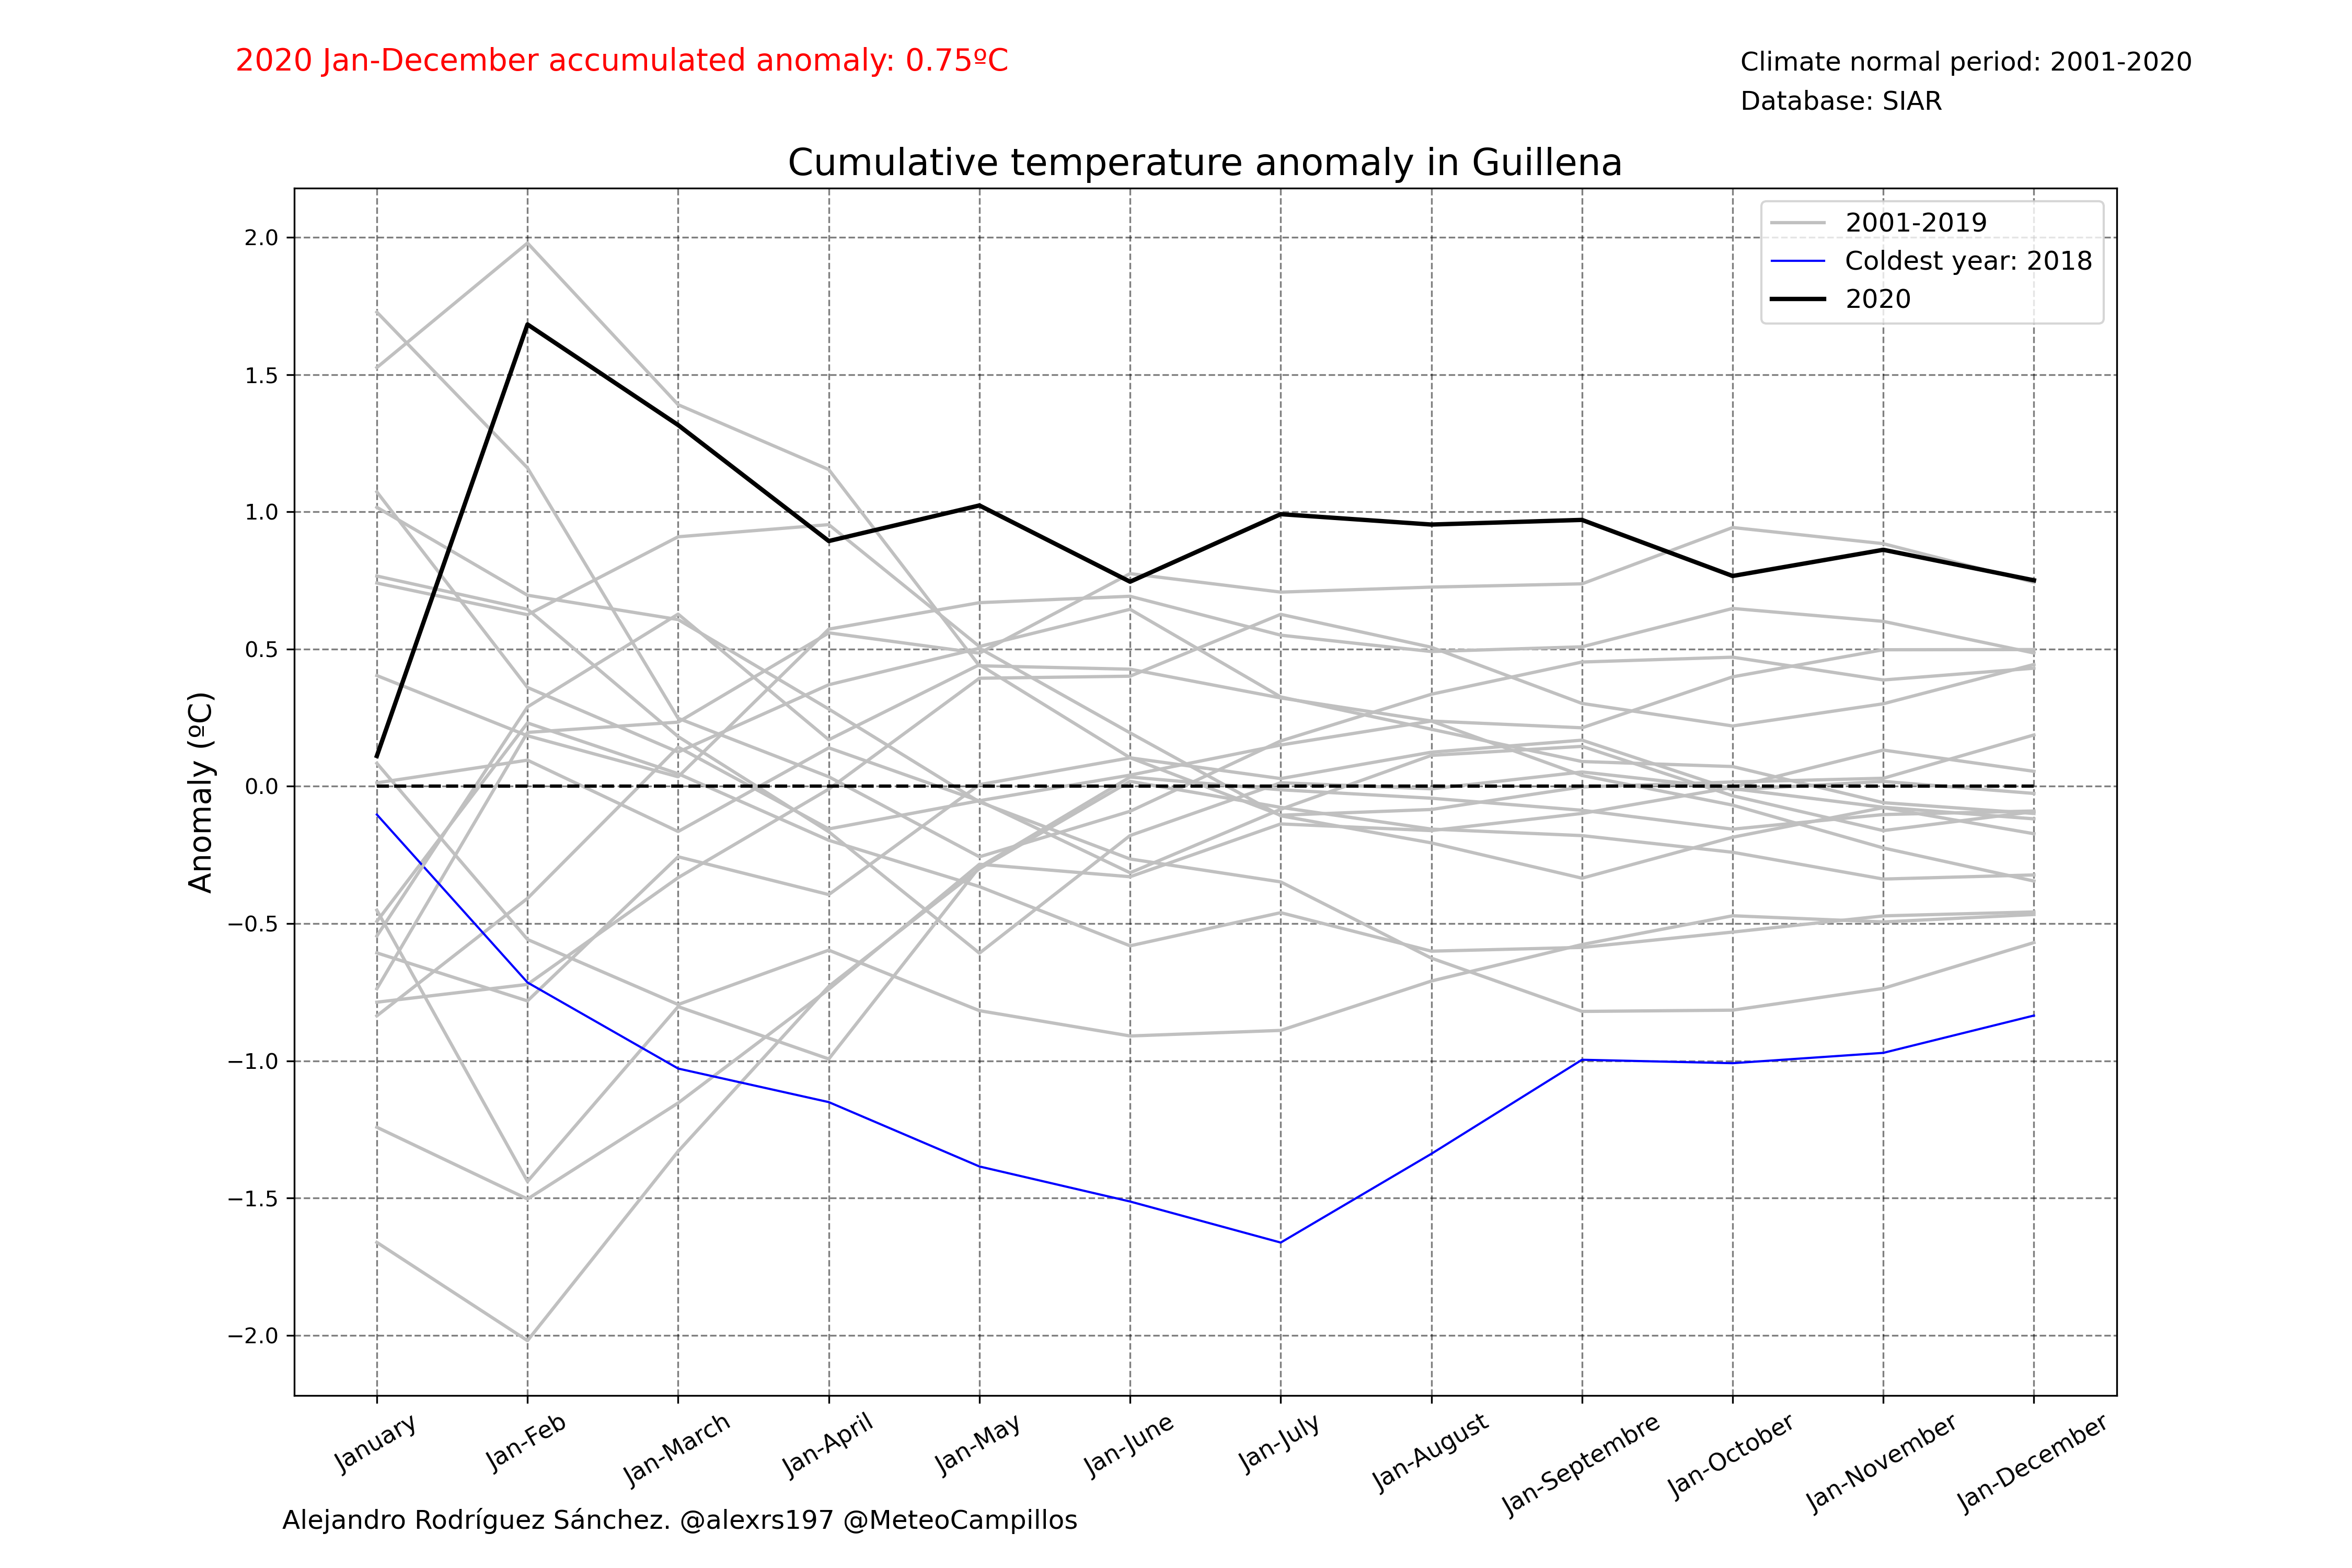 2020 Jan-December accumulated anomaly: 0.75ºC
Climate normal period: 2001-2020
Database: SIAR
Cumulative temperature anomaly in Guillena
2001-2019
Coldest year: 2018
2020
Anomaly (ºC)
2.0
1.5
1.0
0.5
0.0
−0.5
−1.0
−1.5
−2.0
January
Jan-Feb
Jan-March
Jan-April
Jan-May
Jan-June
Jan-July
Jan-August
Jan-Septembre
Jan-October
Jan-November
Jan-December
Alejandro Rodríguez Sánchez. @alexrs197 @MeteoCampillos